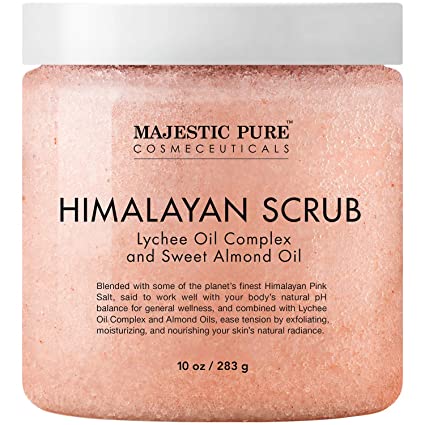 MAJESTIC PURE™
COSMECEUTICALS
HIMALAYAN SCRUB
Lychee Oil Complex
and Sweet Almond Oil
Blended with some of the planet's finest Himalayan Pink
Salt, said to work well with your body's natural pH
balance for general wellness, and combined with Lychee
Oil Complex and Almond Oils, ease tension by exfoliating,
moisturizing, and nourishing your skin's natural radiance.
10 oz / 283 g